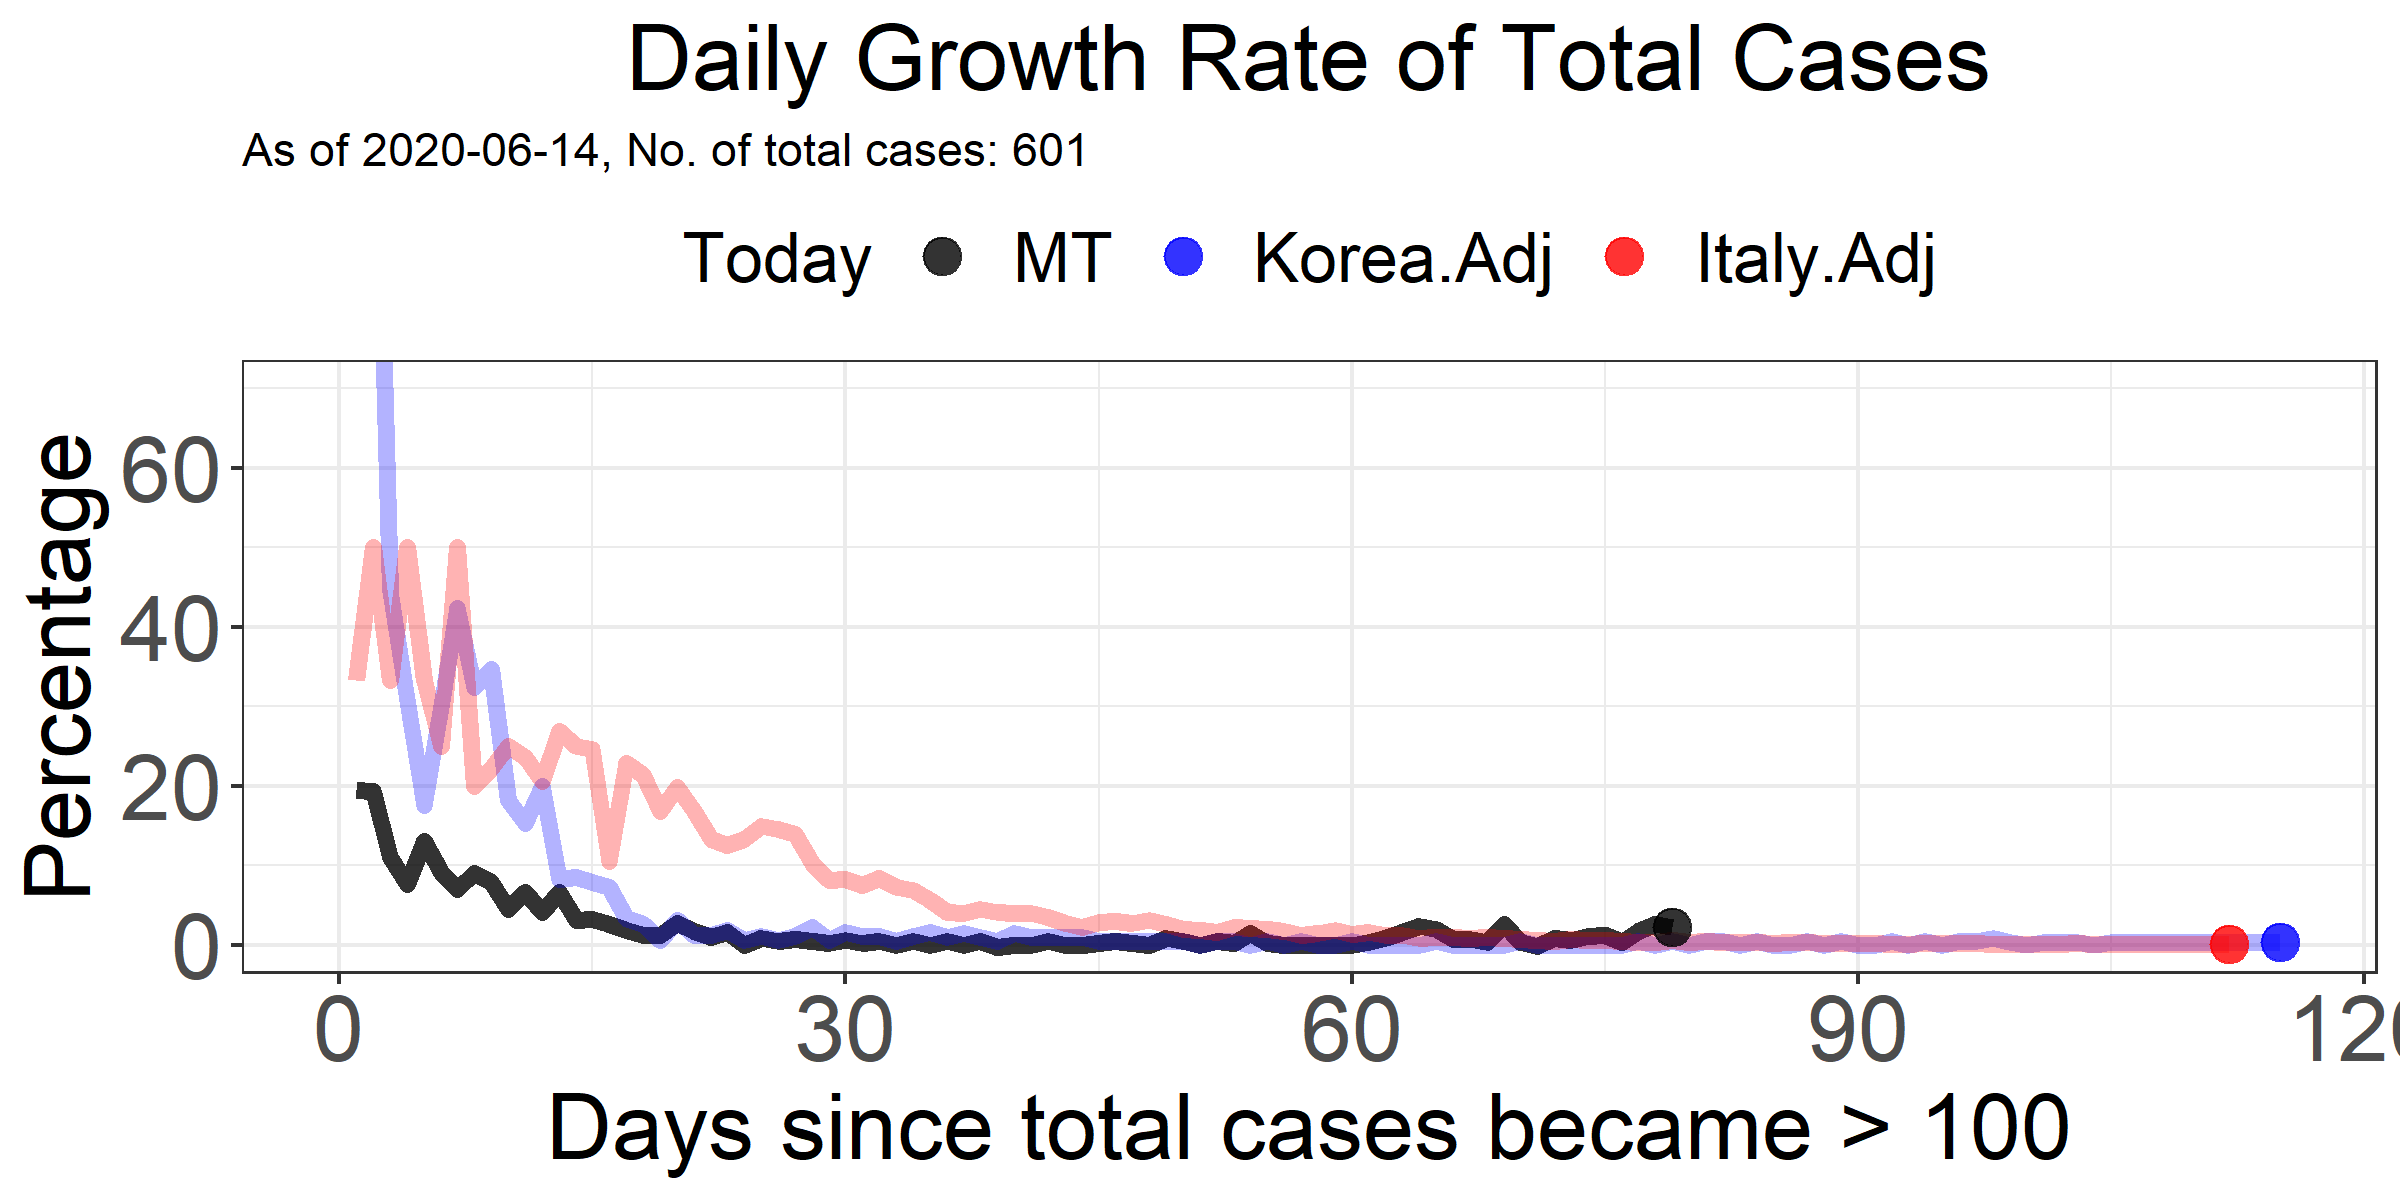 Daily Growth Rate of Total Cases
As of 2020-06-14, No. of total cases: 601
Today MT Korea.Adj Italy.Adj
Percentage
60
40
20
0
0 30 60 90 120
Days since total cases became > 100